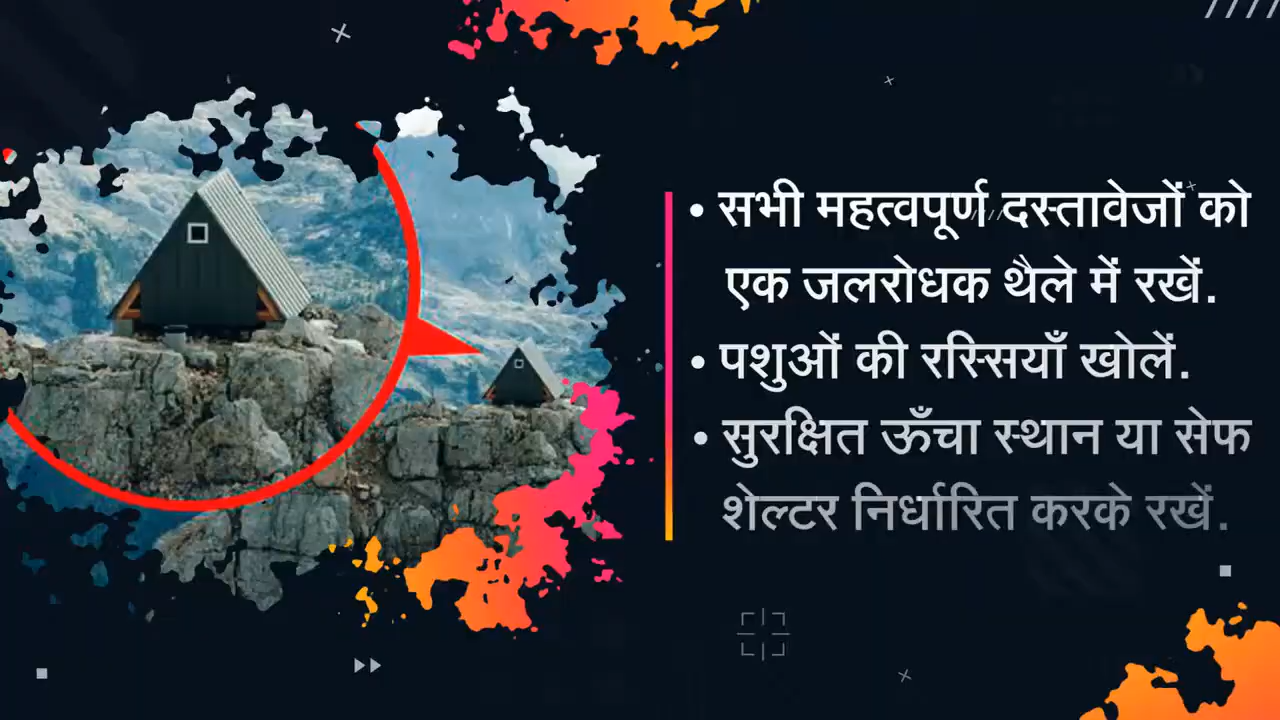 • सभी महत्वपूर्ण दस्तावेजों को
एक जलरोधक थैले में रखें.
• पशुओं की रस्सियाँ खोलें.
• सुरक्षित ऊँचा स्थान या सेफ
शेल्टर निर्धारित करके रखें.